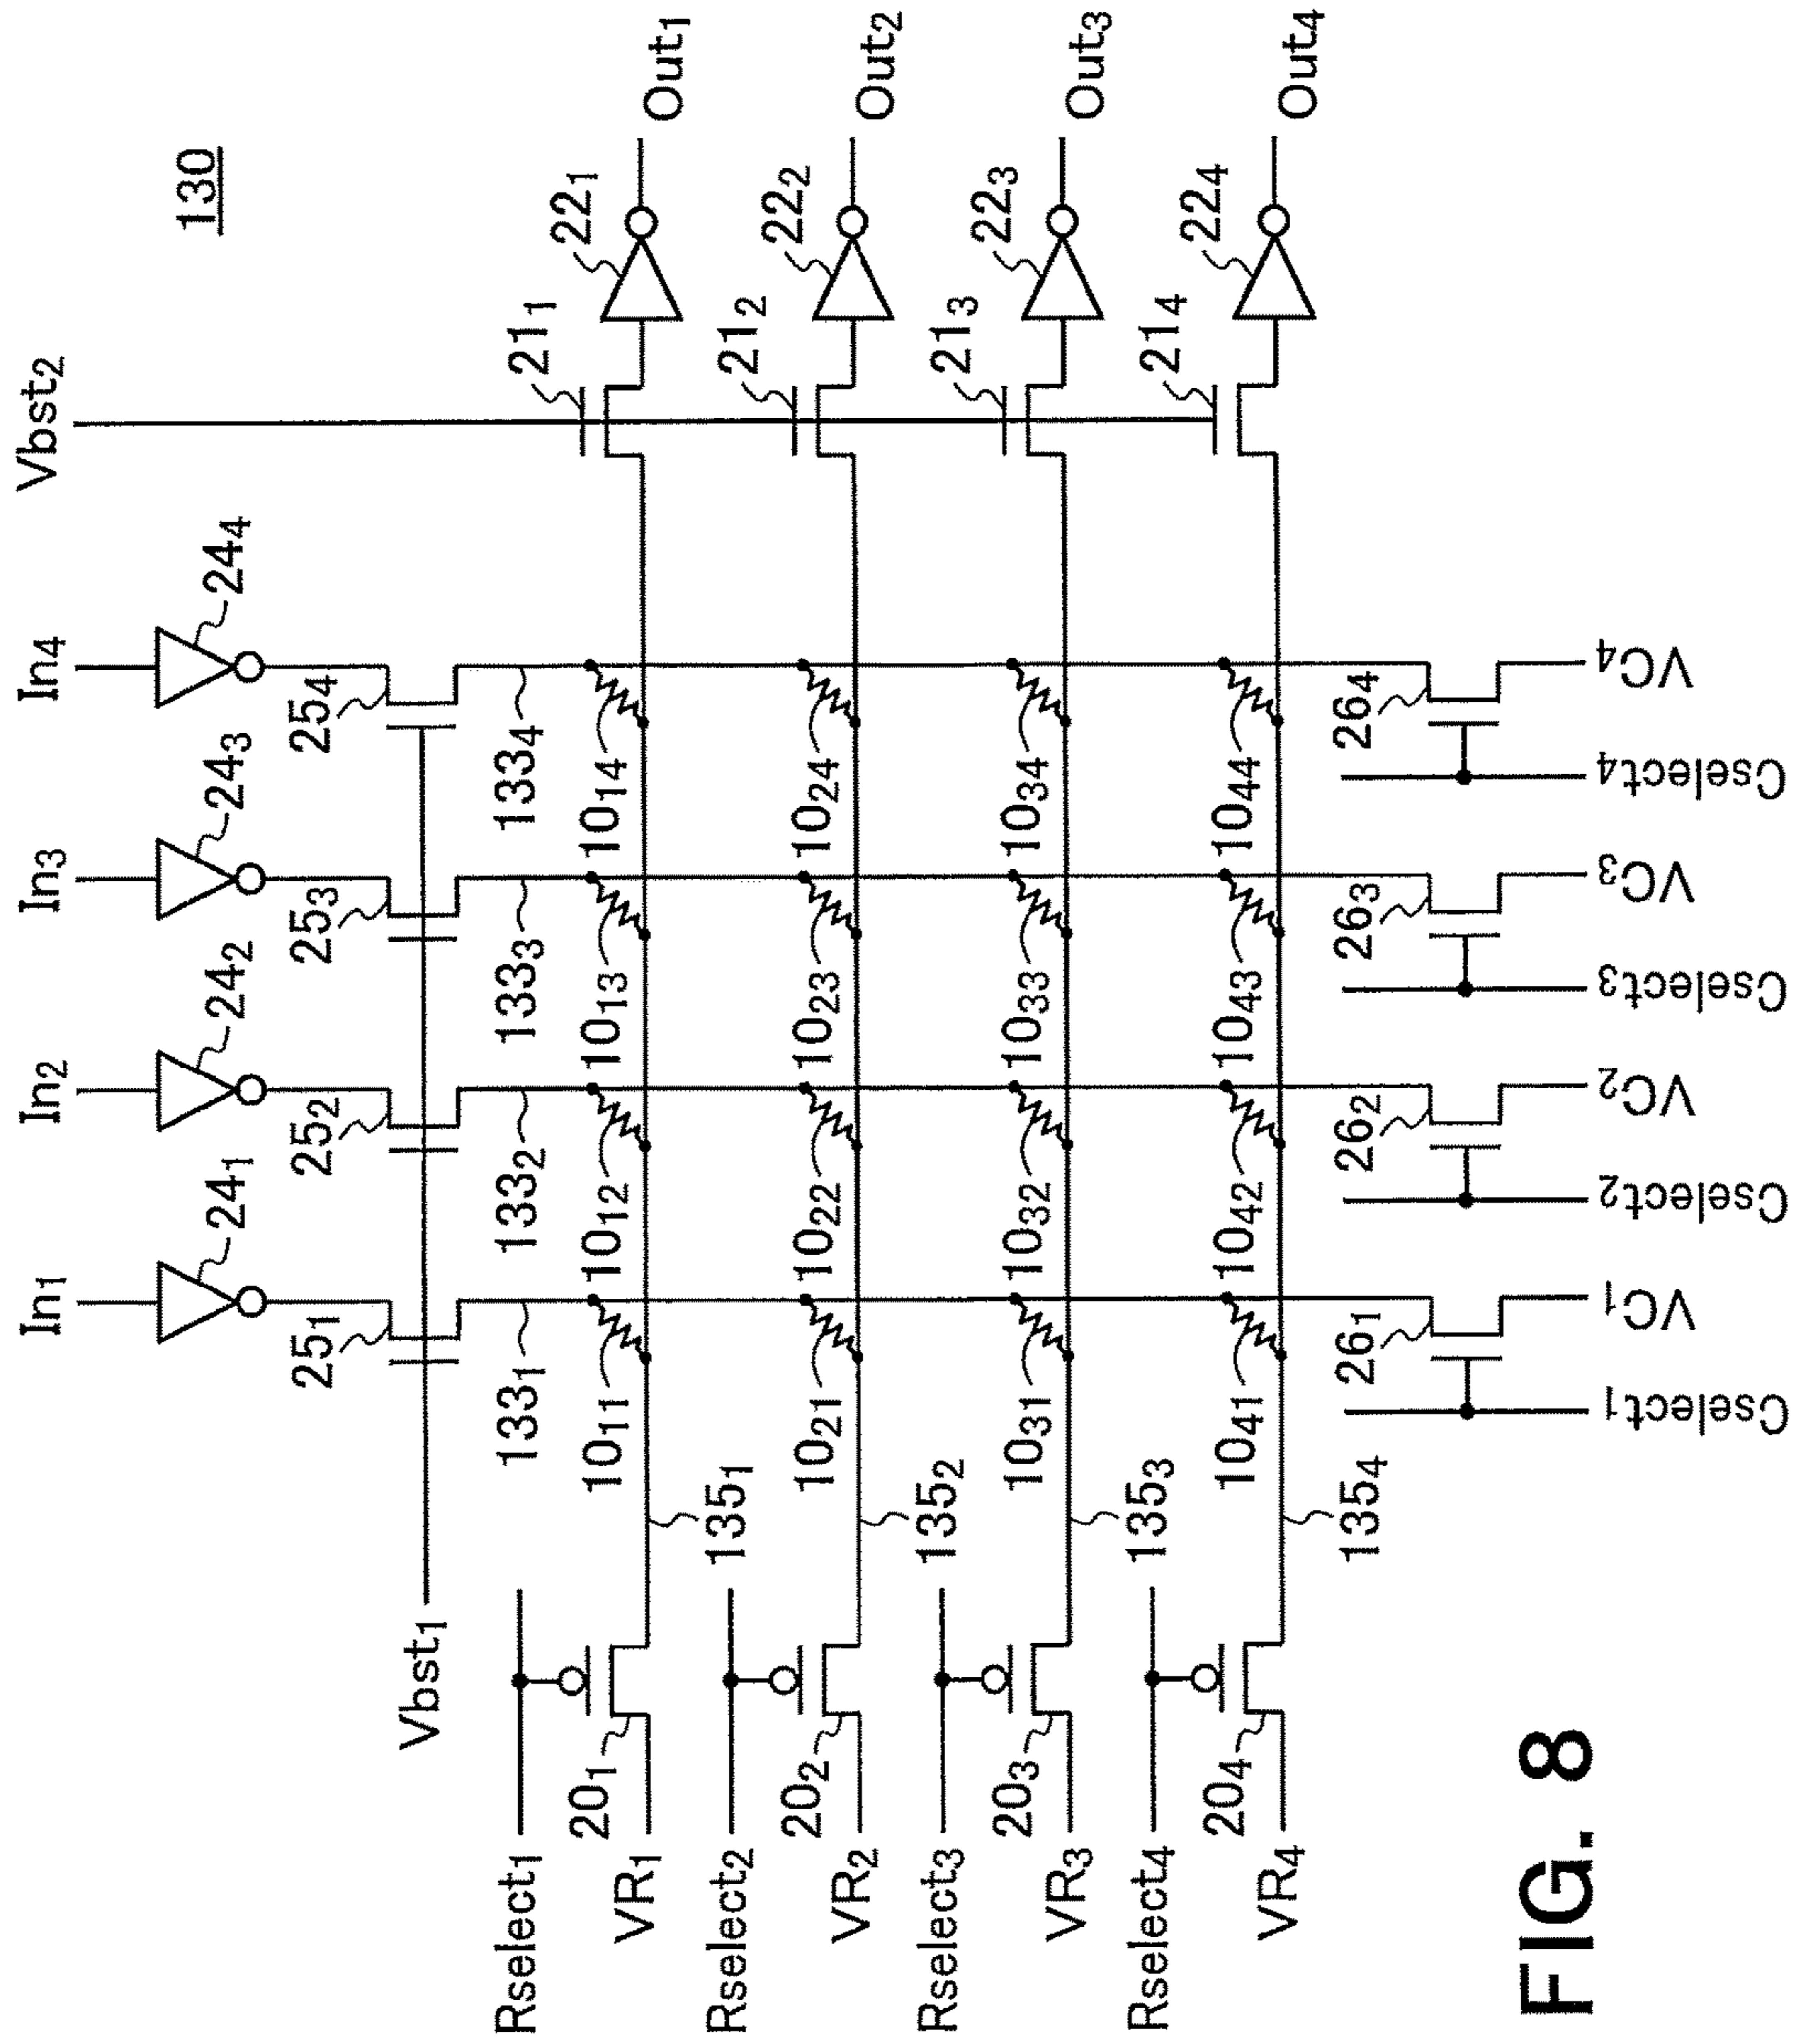 130
In₁ In₂ In₃ In₄ Vbst₂
24₁ 24₂ 24₃ 24₄
25₁ 25₂ 25₃ 25₄
Vbst₁
133₁ 133₂ 133₃ 133₄
21₁ 22₁ Out₁
Rselect₁
20₁
10₁₁ 10₁₂ 10₁₃ 10₁₄
VR₁
135₁
21₂ 22₂ Out₂
Rselect₂
20₂
10₂₁ 10₂₂ 10₂₃ 10₂₄
VR₂
135₂
21₃ 22₃ Out₃
Rselect₃
20₃
10₃₁ 10₃₂ 10₃₃ 10₃₄
VR₃
135₃
21₄ 22₄ Out₄
Rselect₄
20₄
10₄₁ 10₄₂ 10₄₃ 10₄₄
VR₄
135₄
26₁ 26₂ 26₃ 26₄
Cselect₁ VC₁ Cselect₂ VC₂ Cselect₃ VC₃ Cselect₄ VC₄
FIG. 8